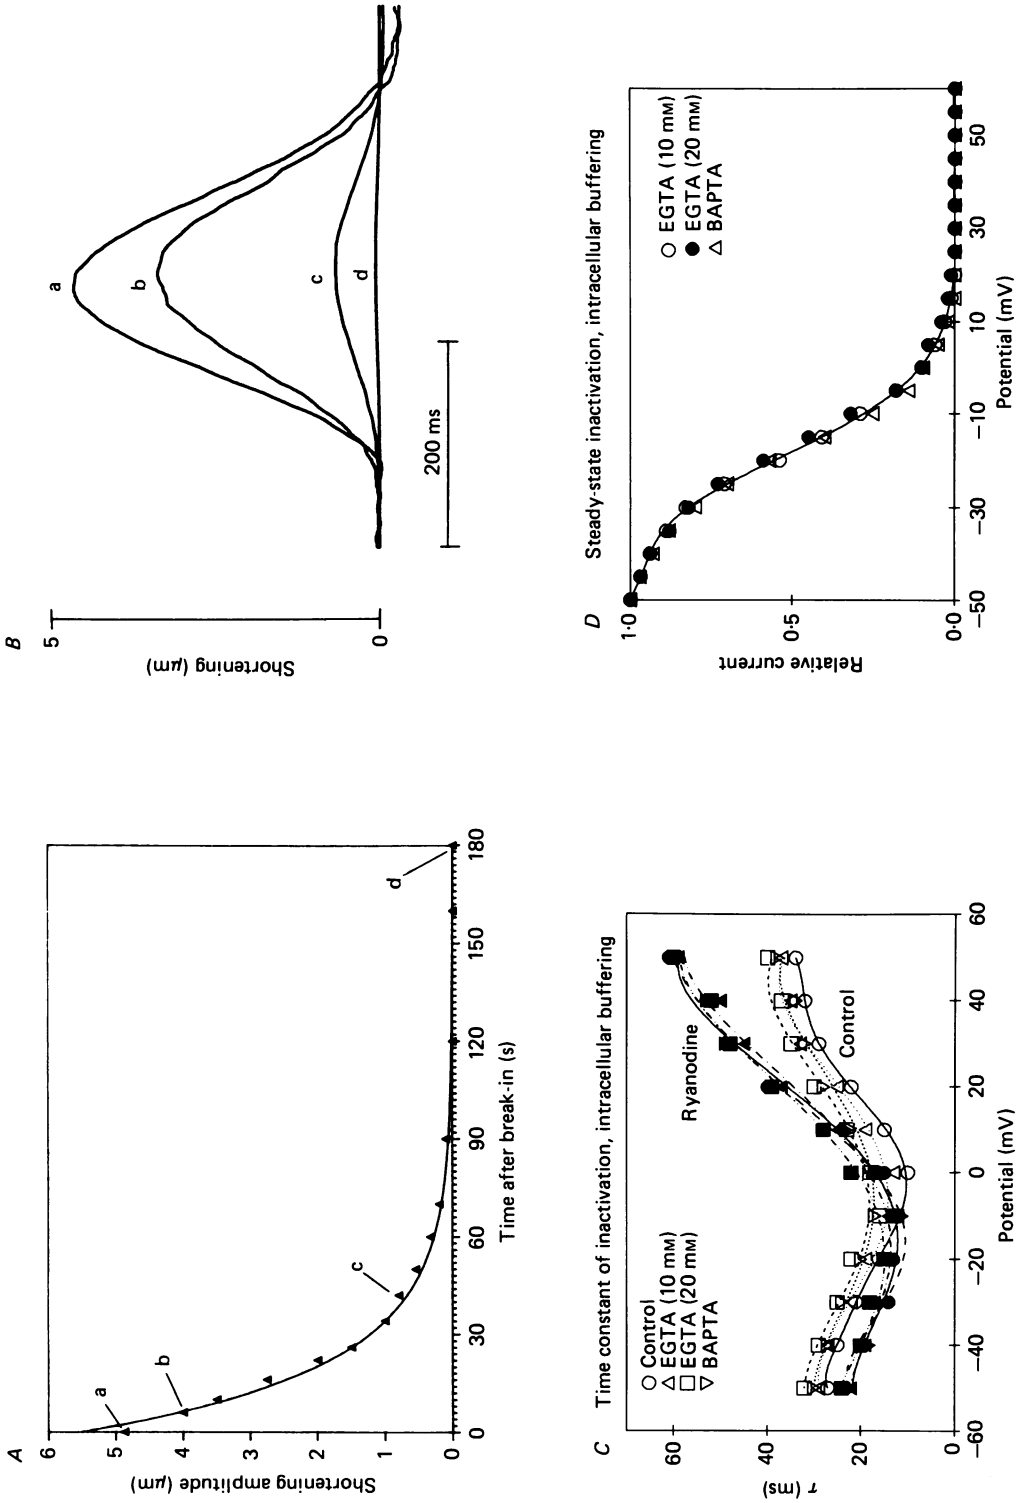 A
Shortening amplitude (µm)
6
5
4
3
2
1
0
a
b
c
d
0
30
60
90
120
150
180
Time after break-in (s)
B
Shortening (µm)
5
0
a
b
c
d
200 ms
C
Time constant of inactivation, intracellular buffering
τ (ms)
60
40
20
0
Control
EGTA (10 mM)
EGTA (20 mM)
BAPTA
Ryanodine
Control
−60
−40
−20
0
20
40
60
Potential (mV)
D
Steady-state inactivation, intracellular buffering
Relative current
1·0
0·5
0·0
EGTA (10 mM)
EGTA (20 mM)
BAPTA
−50
−30
−10
10
30
50
Potential (mV)